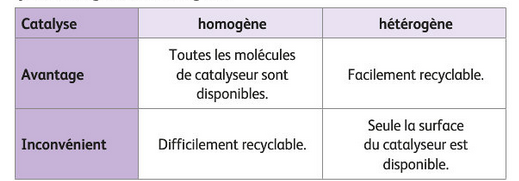 Catalyse homogène hétérogène
Avantage
Toutes les molécules
de catalyseur sont
disponibles.
Facilement recyclable.
Inconvénient
Difficilement recyclable.
Seule la surface
du catalyseur est
disponible.